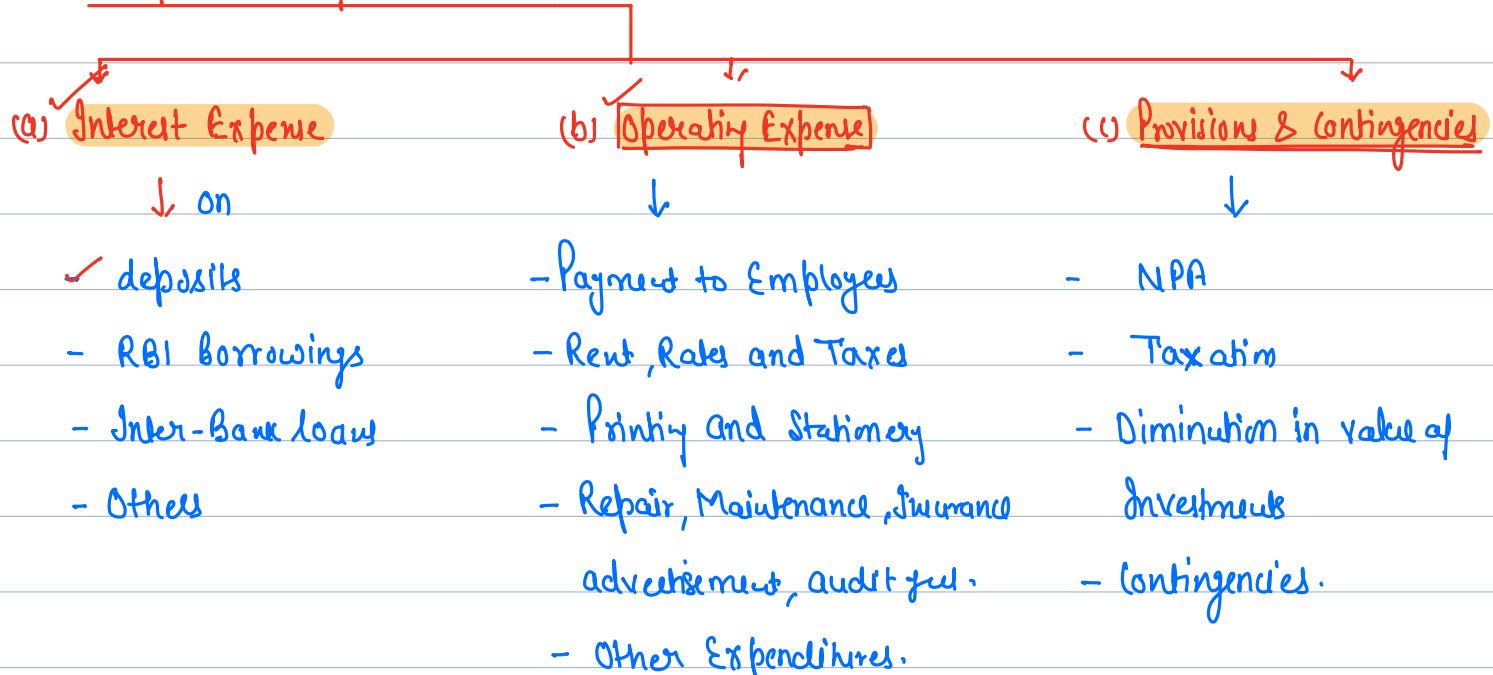 (a) Interest Expense
↓ on
- deposits
- RBI Borrowings
- Inter-Bank loans
- Others
(b) Operating Expense
- Payment to Employees
- Rent, Rates and Taxes
- Printing and Stationery
- Repair, Maintenance, Insurance
advertisement, audit fees.
- Other Expenditures.
(c) Provisions & Contingencies
- NPA
- Taxation
- Diminution in value of
Investments
- Contingencies.